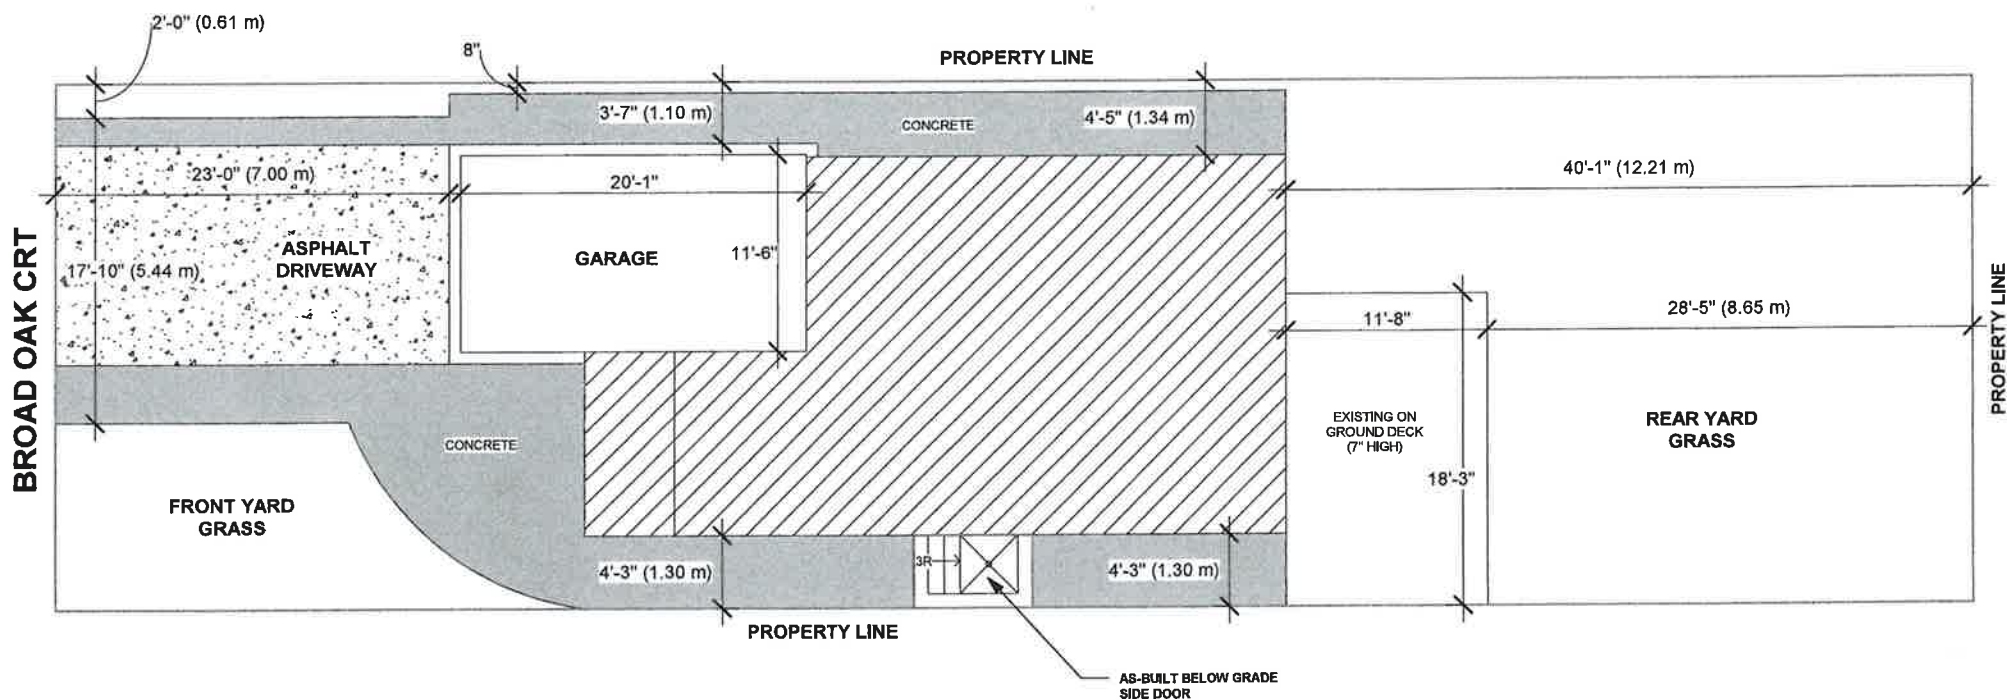 2'-0" (0.61 m)
8"
PROPERTY LINE
3'-7" (1.10 m)
CONCRETE
4'-5" (1.34 m)
23'-0" (7.00 m)
20'-1"
40'-1" (12.21 m)
BROAD OAK CRT
17'-10" (5.44 m)
ASPHALT
DRIVEWAY
GARAGE
11'-6"
11'-8"
28'-5" (8.65 m)
PROPERTY LINE
CONCRETE
EXISTING ON
GROUND DECK
(7" HIGH)
18'-3"
REAR YARD
GRASS
FRONT YARD
GRASS
4'-3" (1.30 m)
3R
4'-3" (1.30 m)
PROPERTY LINE
AS-BUILT BELOW GRADE
SIDE DOOR